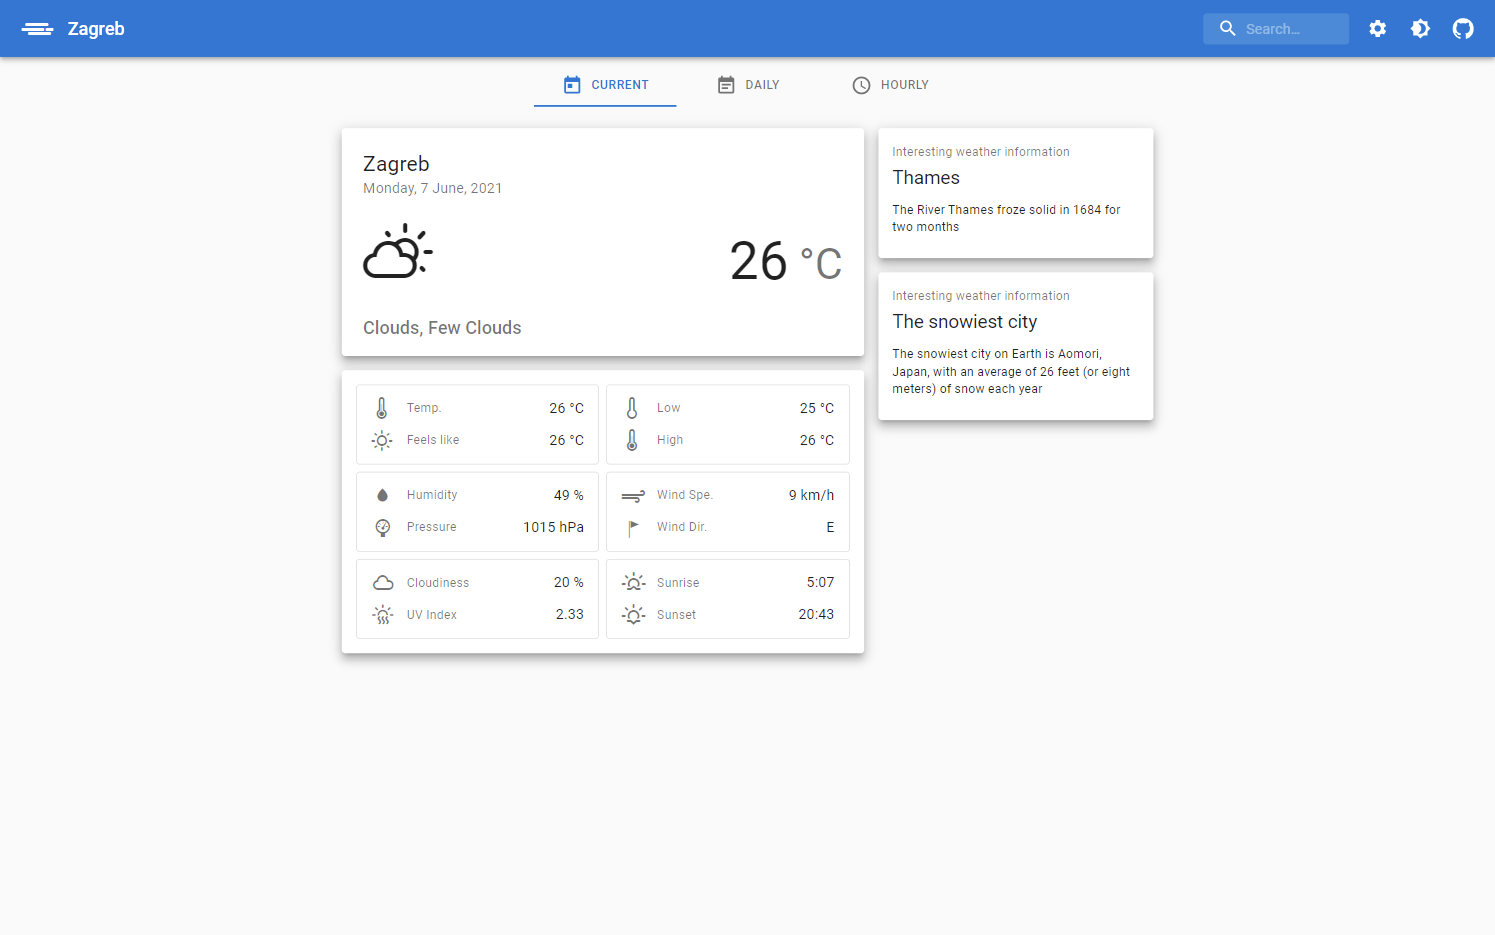 Zagreb
Search…
CURRENT
DAILY
HOURLY
Zagreb
Monday, 7 June, 2021
26 °C
Clouds, Few Clouds
Temp. 26 °C
Feels like 26 °C
Low 25 °C
High 26 °C
Humidity 49 %
Pressure 1015 hPa
Wind Spe. 9 km/h
Wind Dir. E
Cloudiness 20 %
UV Index 2.33
Sunrise 5:07
Sunset 20:43
Interesting weather information
Thames
The River Thames froze solid in 1684 for
two months
Interesting weather information
The snowiest city
The snowiest city on Earth is Aomori,
Japan, with an average of 26 feet (or eight
meters) of snow each year